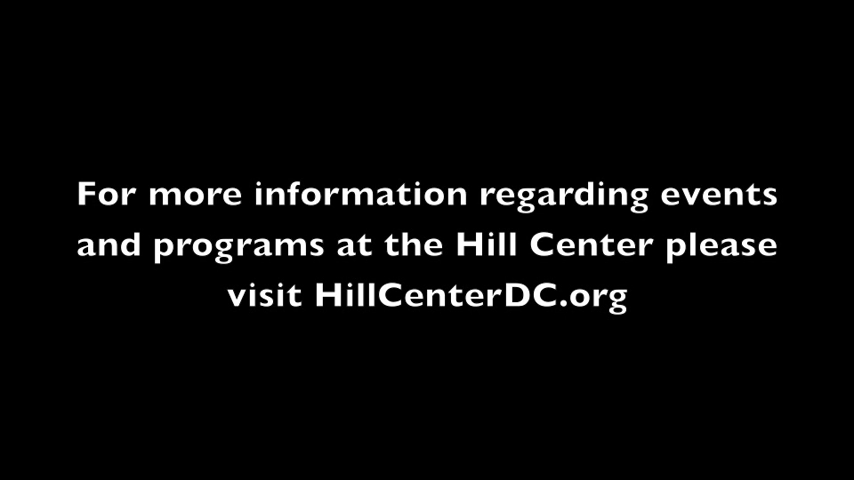 For more information regarding events
and programs at the Hill Center please
visit HillCenterDC.org